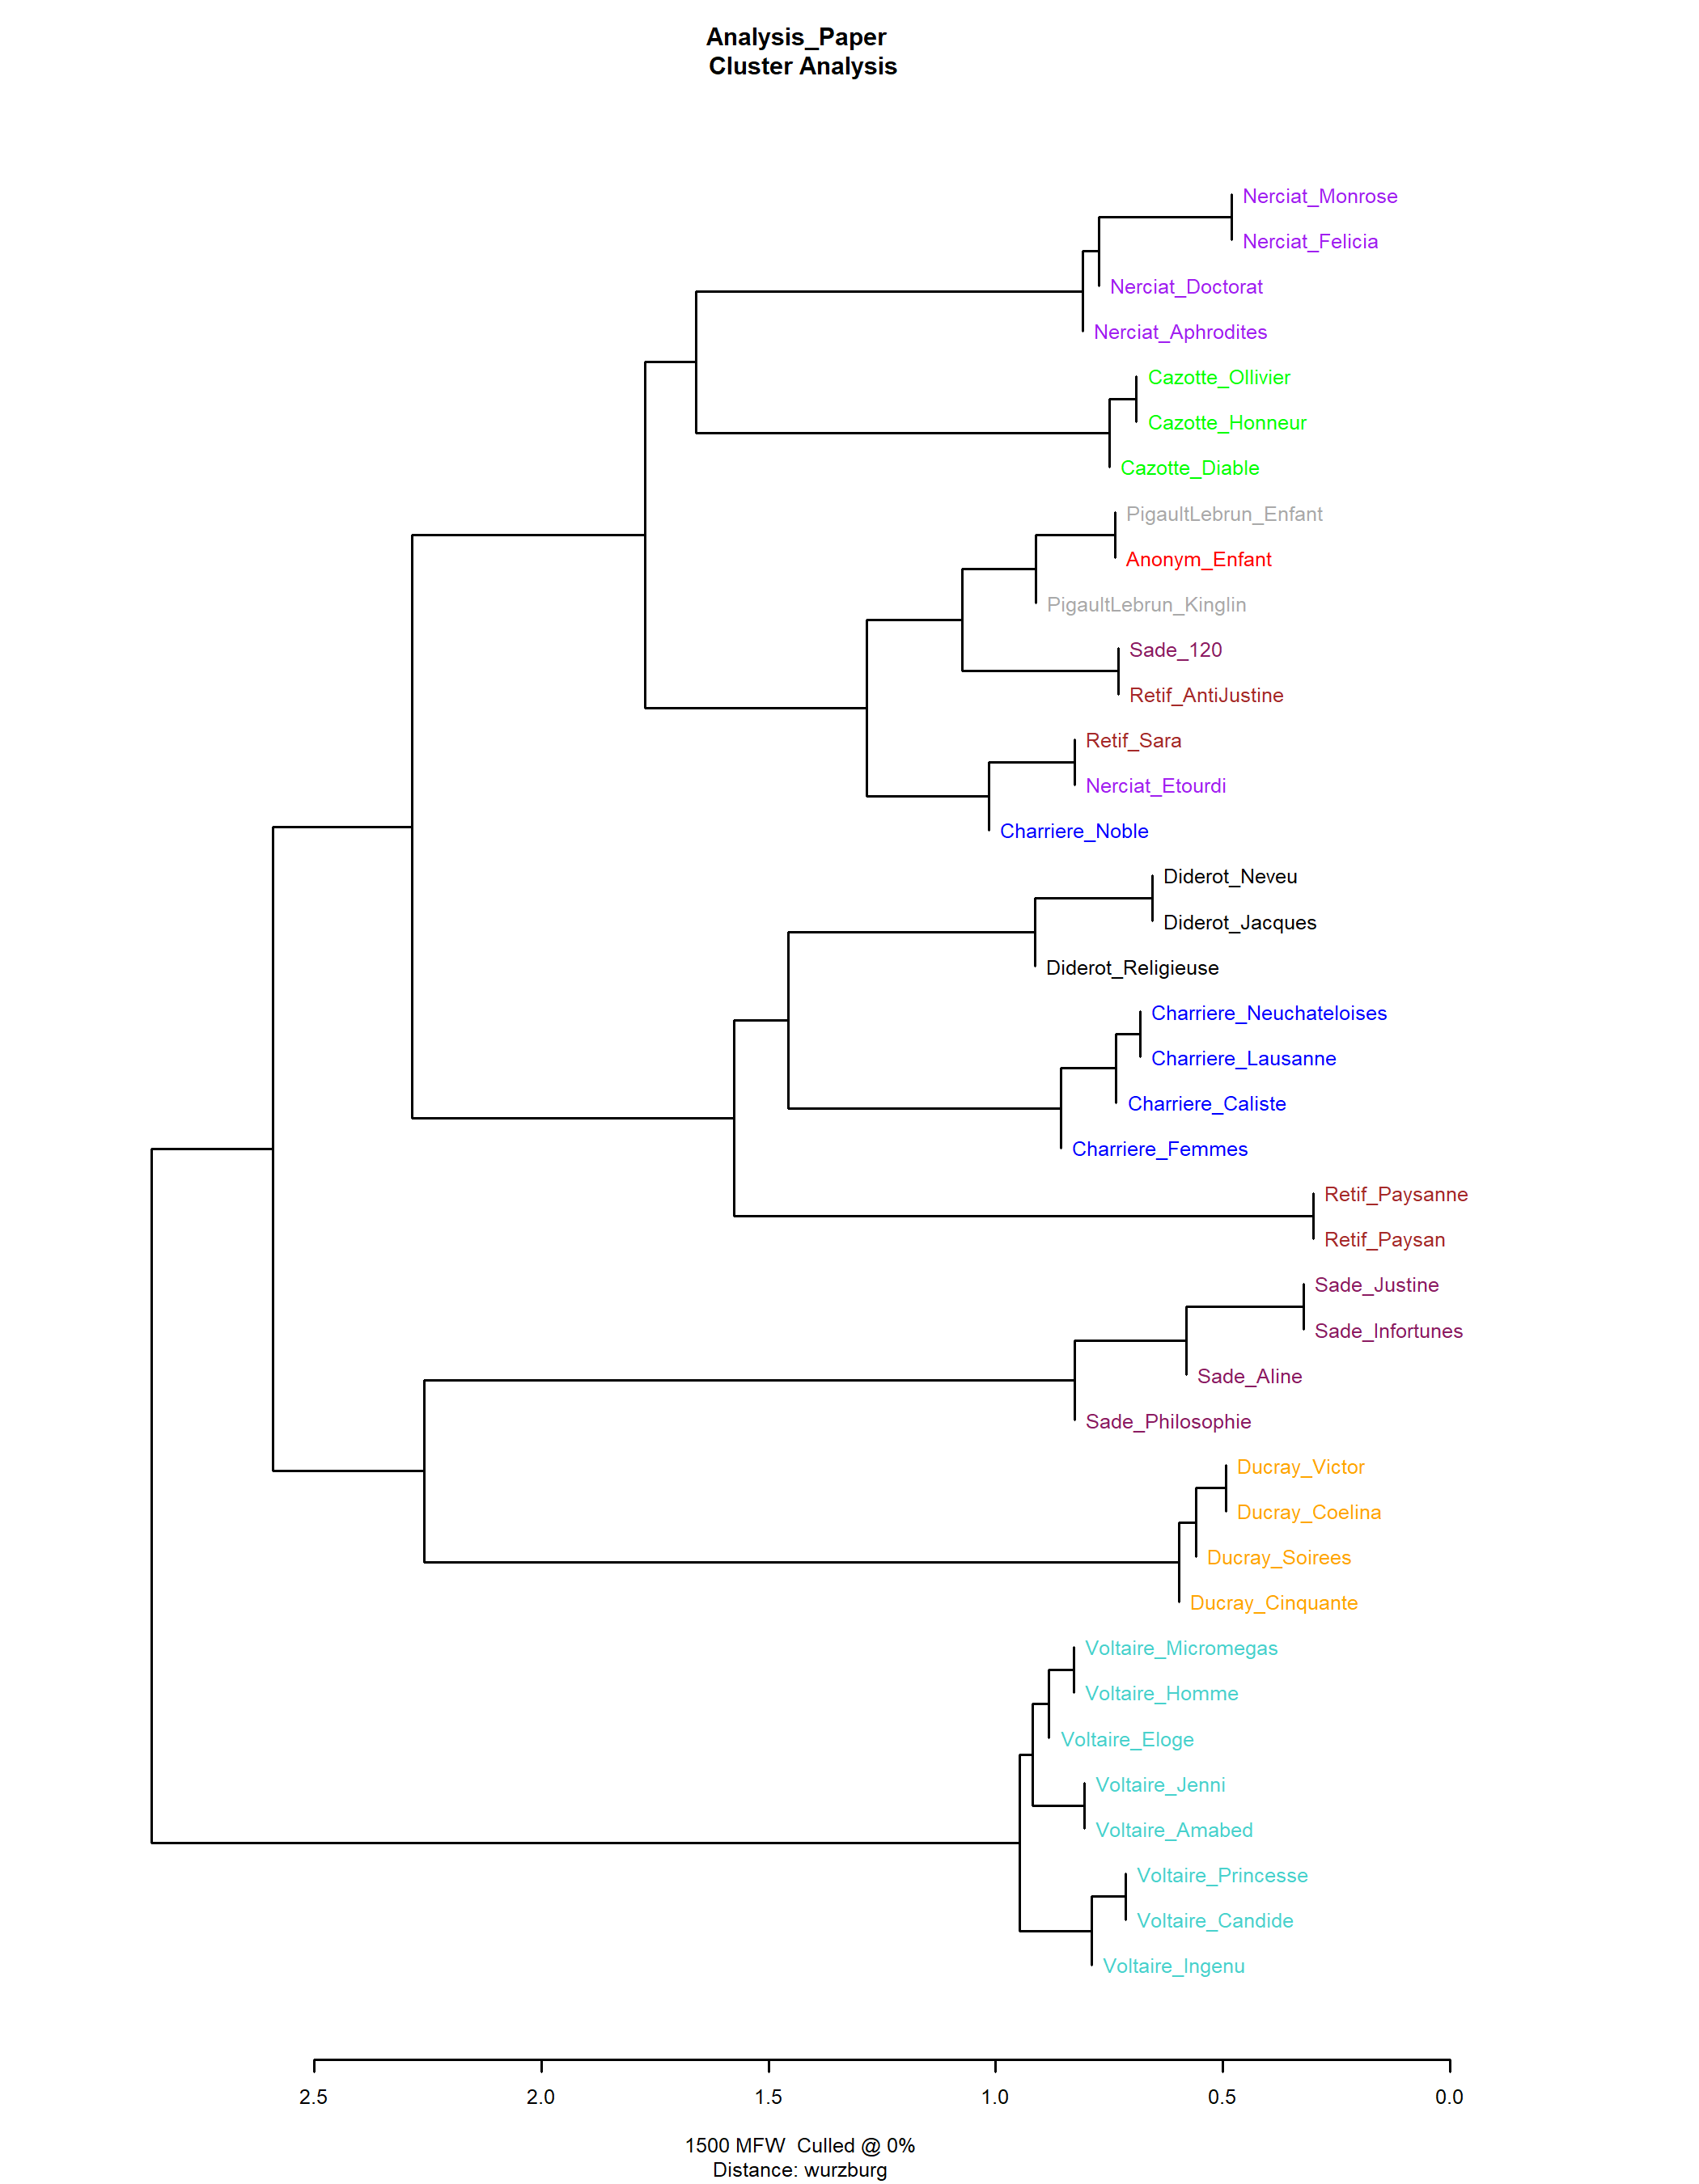 Analysis_Paper
Cluster Analysis
Nerciat_Monrose
Nerciat_Felicia
Nerciat_Doctorat
Nerciat_Aphrodites
Cazotte_Ollivier
Cazotte_Honneur
Cazotte_Diable
PigaultLebrun_Enfant
Anonym_Enfant
PigaultLebrun_Kinglin
Sade_120
Retif_AntiJustine
Retif_Sara
Nerciat_Etourdi
Charriere_Noble
Diderot_Neveu
Diderot_Jacques
Diderot_Religieuse
Charriere_Neuchateloises
Charriere_Lausanne
Charriere_Caliste
Charriere_Femmes
Retif_Paysanne
Retif_Paysan
Sade_Justine
Sade_Infortunes
Sade_Aline
Sade_Philosophie
Ducray_Victor
Ducray_Coelina
Ducray_Soirees
Ducray_Cinquante
Voltaire_Micromegas
Voltaire_Homme
Voltaire_Eloge
Voltaire_Jenni
Voltaire_Amabed
Voltaire_Princesse
Voltaire_Candide
Voltaire_Ingenu
2.5 2.0 1.5 1.0 0.5 0.0
1500 MFW Culled @ 0%
Distance: wurzburg